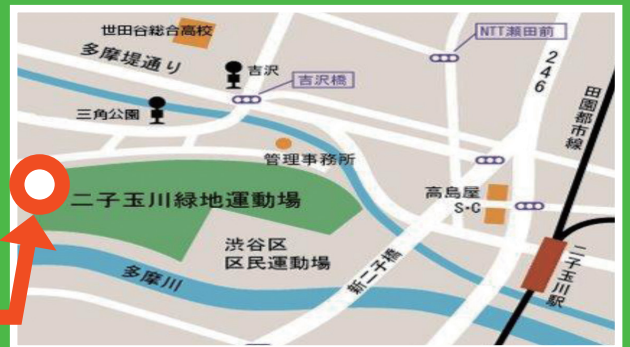 世田谷総合高校
NTT瀬田前
多摩堤通り
吉沢
246
吉沢橋
田園都市線
三角公園
管理事務所
高島屋
S・C
二子玉川緑地運動場
渋谷区
区民運動場
新二子橋
二子玉川駅
多摩川